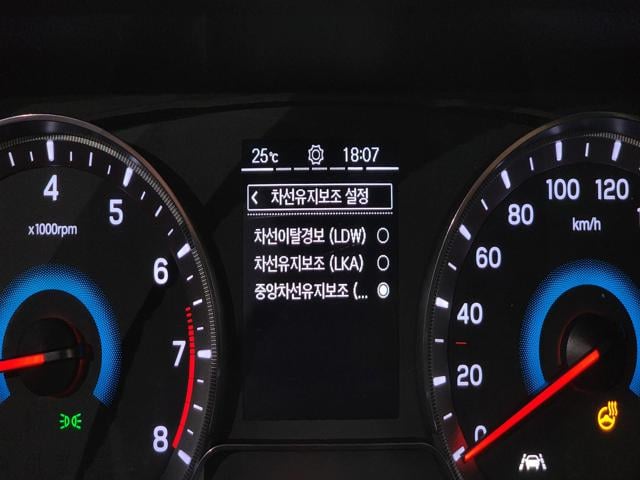 25℃ 18:07
< 차선유지보조 설정
차선이탈경보 (LDW)
차선유지보조 (LKA)
중앙차선유지보조 (...
4
5
6
7
8
x1000rpm
0
20
40
60
80
100
120
km/h